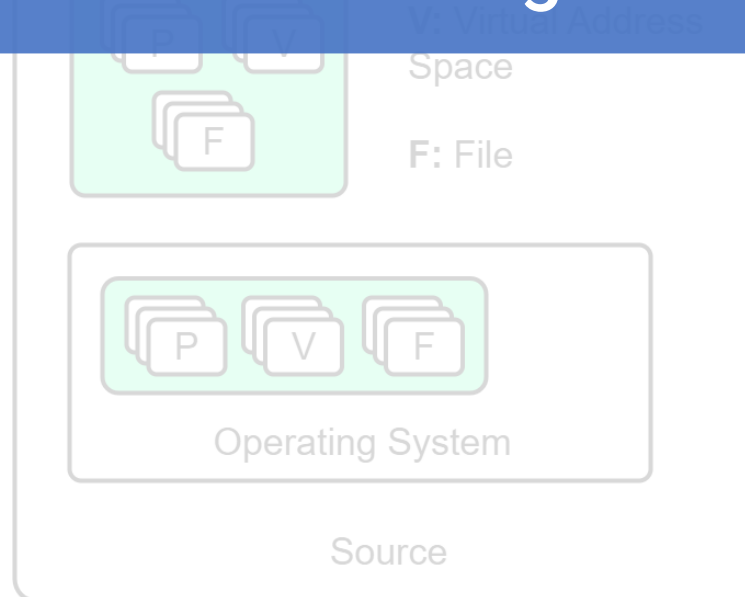 V: Virtual Address
P V
Space
F
F: File
P V F
Operating System
Source